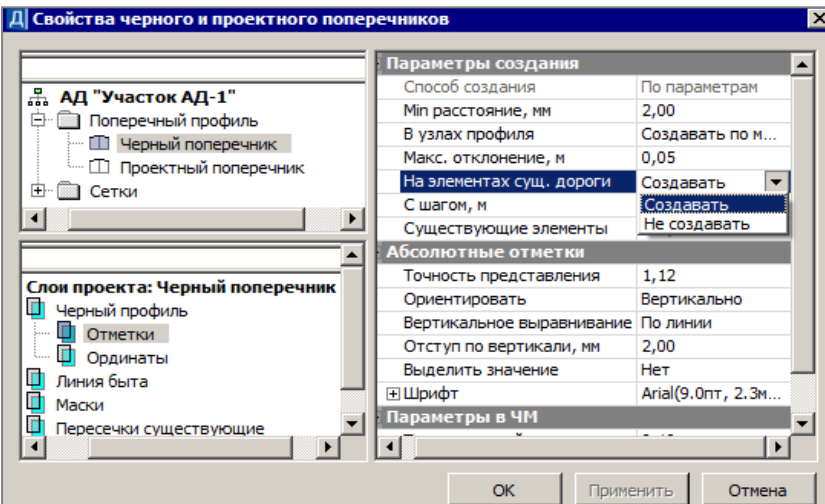 Свойства черного и проектного поперечников
АД "Участок АД-1"
Поперечный профиль
Черный поперечник
Проектный поперечник
Сетки
Слои проекта: Черный поперечник
Черный профиль
Отметки
Ординаты
Линия быта
Маски
Пересечки существующие
Параметры создания
Способ создания По параметрам
Min расстояние, мм 2,00
В узлах профиля Создавать по м...
Макс. отклонение, м 0,05
На элементах сущ. дороги Создавать
С шагом, м Создавать
Существующие элементы Не создавать
Абсолютные отметки
Точность представления 1,12
Ориентировать Вертикально
Вертикальное выравнивание По линии
Отступ по вертикали, мм 2,00
Выделить значение Нет
Шрифт Arial(9.0пт, 2.3м...
Параметры в ЧМ
OK Применить Отмена